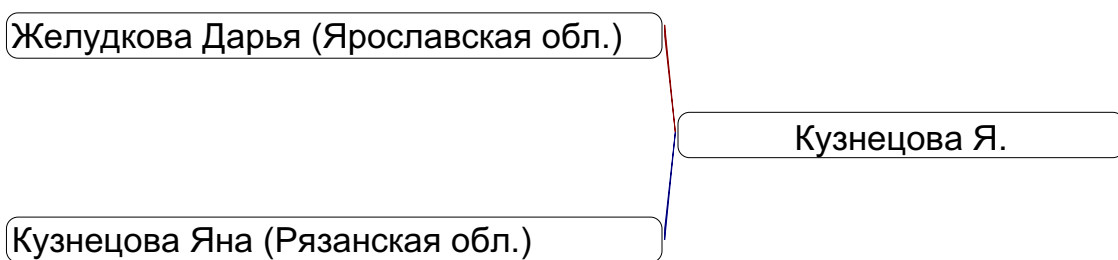 Желудкова Дарья (Ярославская обл.)
Кузнецова Я.
Кузнецова Яна (Рязанская обл.)